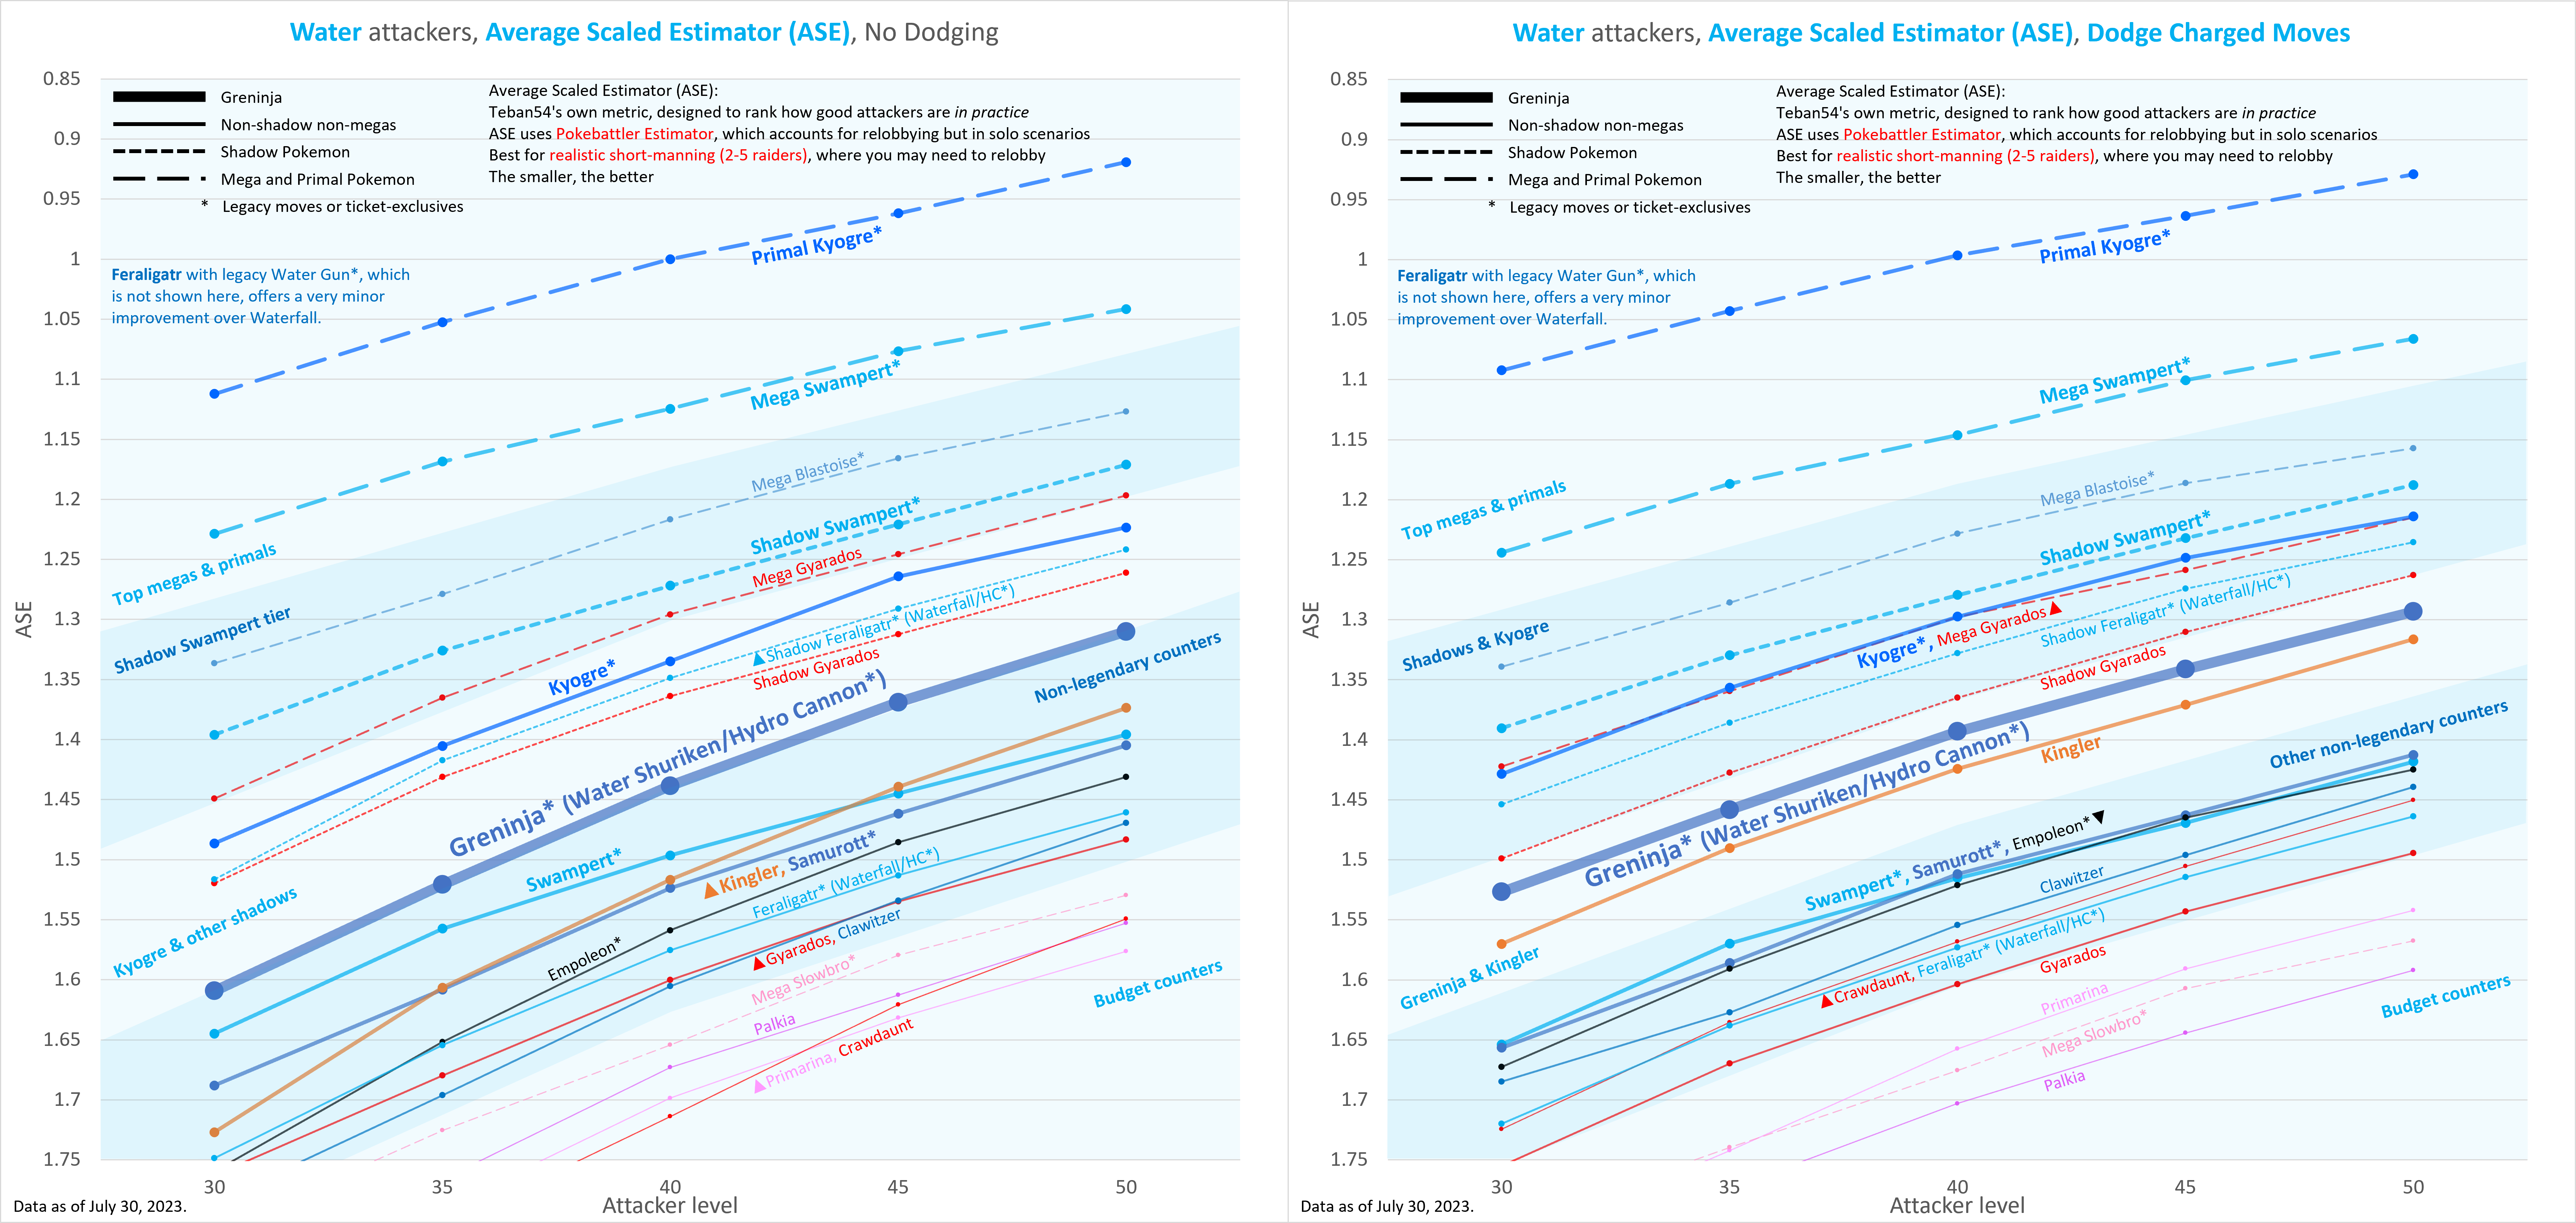 Water attackers, Average Scaled Estimator (ASE), No Dodging
0.85
0.9
0.95
1
1.05
1.1
1.15
1.2
1.25
1.3
1.35
1.4
1.45
1.5
1.55
1.6
1.65
1.7
1.75
ASE
Greninja
Non-shadow non-megas
Shadow Pokemon
Mega and Primal Pokemon
* Legacy moves or ticket-exclusives
Average Scaled Estimator (ASE):
Teban54's own metric, designed to rank how good attackers are in practice
ASE uses Pokebattler Estimator, which accounts for relobbying but in solo scenarios
Best for realistic short-manning (2-5 raiders), where you may need to relobby
The smaller, the better
Feraligatr with legacy Water Gun*, which
is not shown here, offers a very minor
improvement over Waterfall.
Primal Kyogre*
Mega Swampert*
Mega Blastoise*
Shadow Swampert*
Mega Gyarados
Top megas & primals
Shadow Swampert tier
Kyogre*
▲Shadow Feraligatr* (Waterfall/HC*)
Shadow Gyarados
Non-legendary counters
Greninja* (Water Shuriken/Hydro Cannon*)
Swampert*
▲Kingler, Samurott*
Feraligatr* (Waterfall/HC*)
Kyogre & other shadows
Empoleon*
▲Gyarados, Clawitzer
Mega Slowbro*
Palkia
▲Primarina, Crawdaunt
Budget counters
30 35 40 45 50
Attacker level
Data as of July 30, 2023.
Water attackers, Average Scaled Estimator (ASE), Dodge Charged Moves
0.85
0.9
0.95
1
1.05
1.1
1.15
1.2
1.25
1.3
1.35
1.4
1.45
1.5
1.55
1.6
1.65
1.7
1.75
ASE
Greninja
Non-shadow non-megas
Shadow Pokemon
Mega and Primal Pokemon
* Legacy moves or ticket-exclusives
Average Scaled Estimator (ASE):
Teban54's own metric, designed to rank how good attackers are in practice
ASE uses Pokebattler Estimator, which accounts for relobbying but in solo scenarios
Best for realistic short-manning (2-5 raiders), where you may need to relobby
The smaller, the better
Feraligatr with legacy Water Gun*, which
is not shown here, offers a very minor
improvement over Waterfall.
Primal Kyogre*
Mega Swampert*
Mega Blastoise*
Top megas & primals
Shadow Swampert*
Shadows & Kyogre
Kyogre*, Mega Gyarados▲
Shadow Feraligatr* (Waterfall/HC*)
Shadow Gyarados
Greninja* (Water Shuriken/Hydro Cannon*)
Kingler
Other non-legendary counters
Swampert*, Samurott*, Empoleon*▼
Clawitzer
Greninja & Kingler
▲Crawdaunt, Feraligatr* (Waterfall/HC*)
Gyarados
Primarina
Mega Slowbro*
Palkia
Budget counters
30 35 40 45 50
Attacker level
Data as of July 30, 2023.